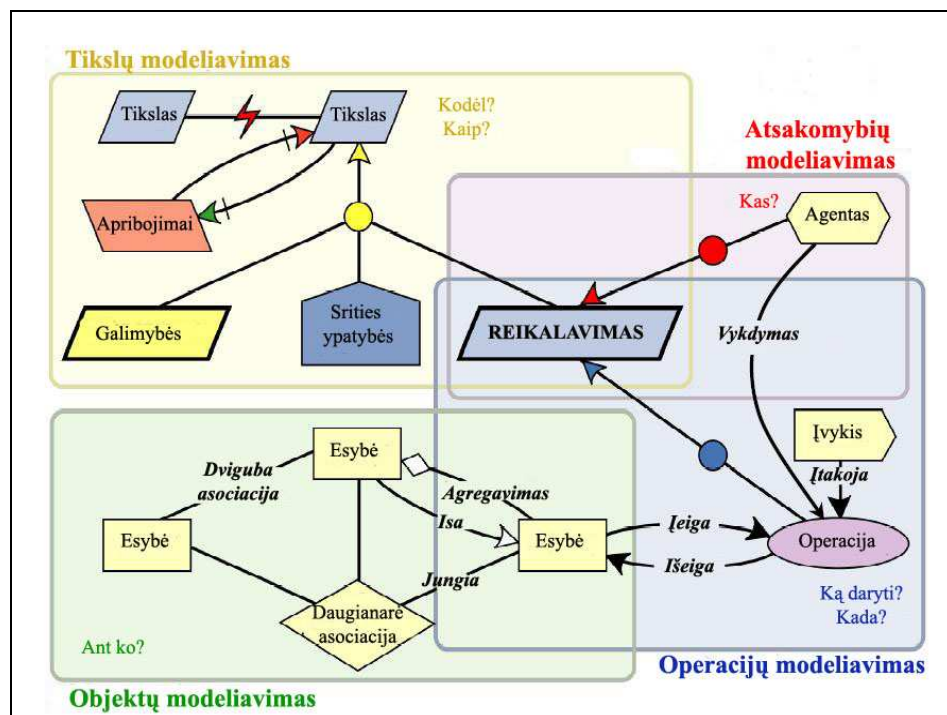 Tikslų modeliavimas
Tikslas
Tikslas
Kodėl?
Kaip?
Atsakomybių
modeliavimas
Apribojimai
Kas?
Agentas
Galimybės
Srities
ypatybės
REIKALAVIMAS
Vykdymas
Įvykis
Įtakoja
Esybė
Dviguba
asociacija
Agregavimas
Isa
Esybė
Esybė
Įeiga
Išeiga
Operacija
Jungia
Daugianarė
asociacija
Ką daryti?
Kada?
Ant ko?
Operacijų modeliavimas
Objektų modeliavimas